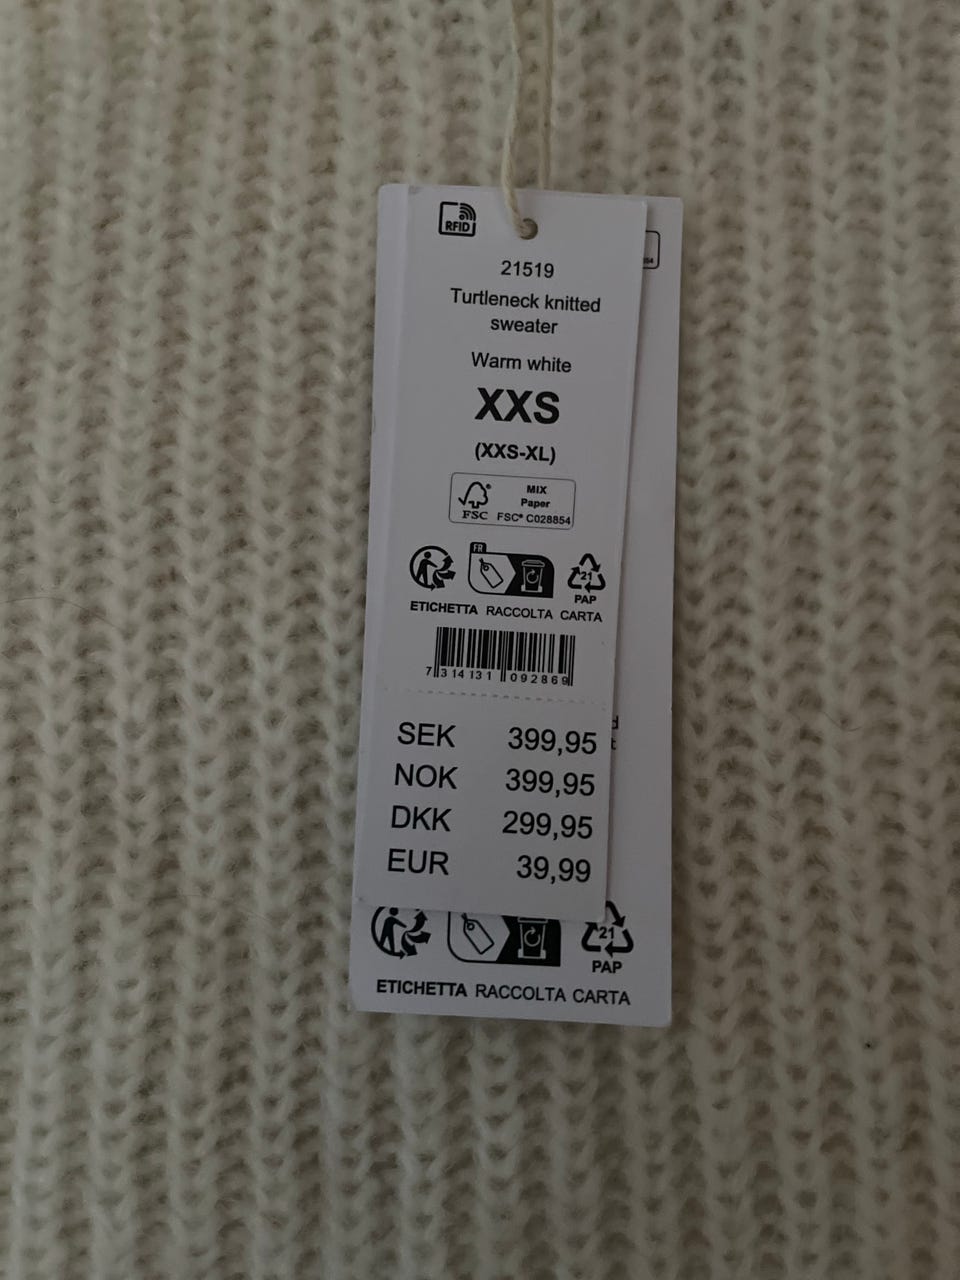 RFID
21519
Turtleneck knitted
sweater
Warm white
XXS
(XXS-XL)
MIX
Paper
FSC FSC® C028854
FR
21
PAP
ETICHETTA RACCOLTA CARTA
7 314131 092869
SEK 399,95
NOK 399,95
DKK 299,95
EUR 39,99
21
PAP
ETICHETTA RACCOLTA CARTA